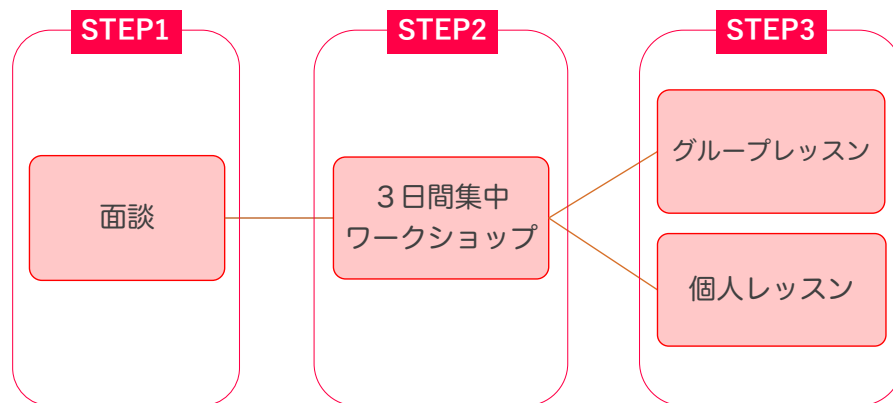 STEP1
面談
STEP2
３日間集中
ワークショップ
STEP3
グループレッスン
個人レッスン